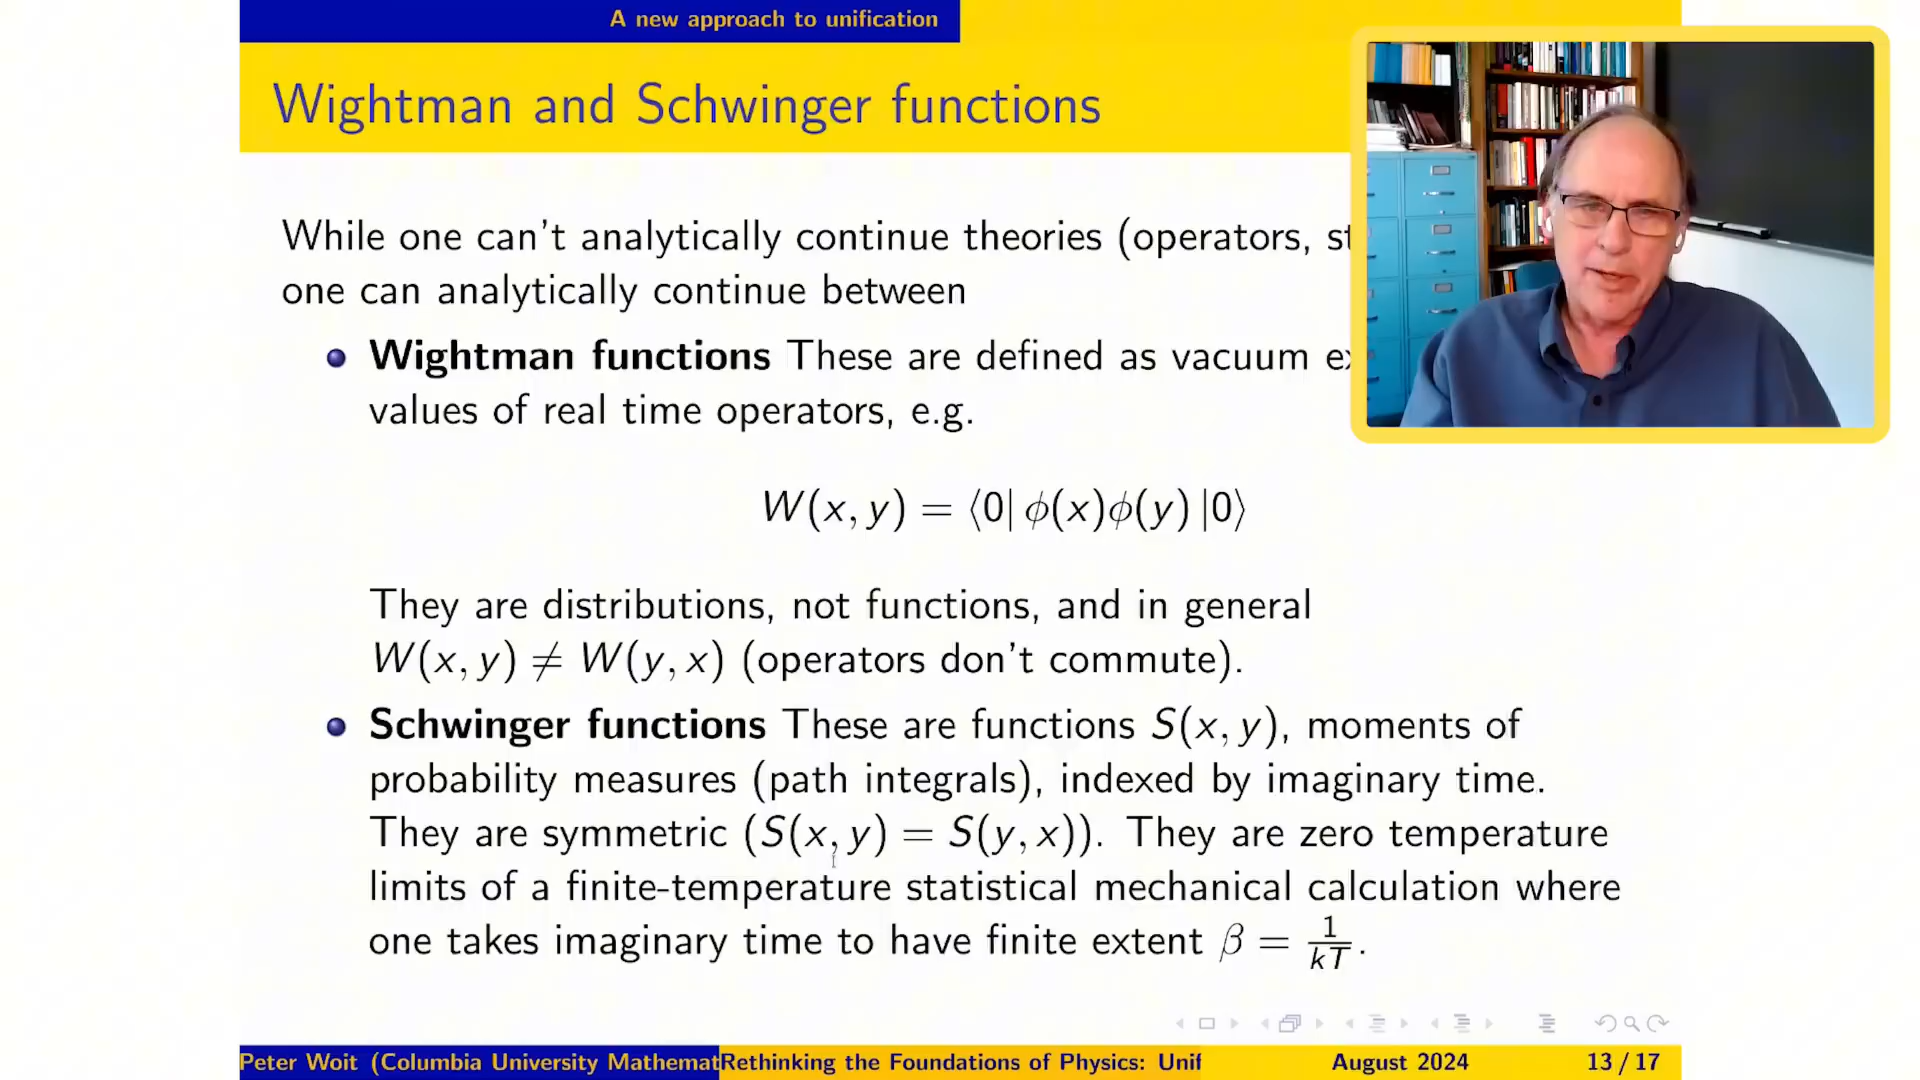 A new approach to unification
Wightman and Schwinger functions
While one can't analytically continue theories (operators,
one can analytically continue between
Wightman functions These are defined as vacuum
values of real time operators, e.g.
W(x, y) = ⟨0| ϕ(x)ϕ(y) |0⟩
They are distributions, not functions, and in general
W(x, y) ≠ W(y, x) (operators don't commute).
Schwinger functions These are functions S(x, y), moments of
probability measures (path integrals), indexed by imaginary time.
They are symmetric (S(x, y) = S(y, x)). They are zero temperature
limits of a finite-temperature statistical mechanical calculation where
one takes imaginary time to have finite extent β = 1/kT.
Peter Woit (Columbia University Mathemat
Rethinking the Foundations of Physics: Unif
August 2024
13 / 17